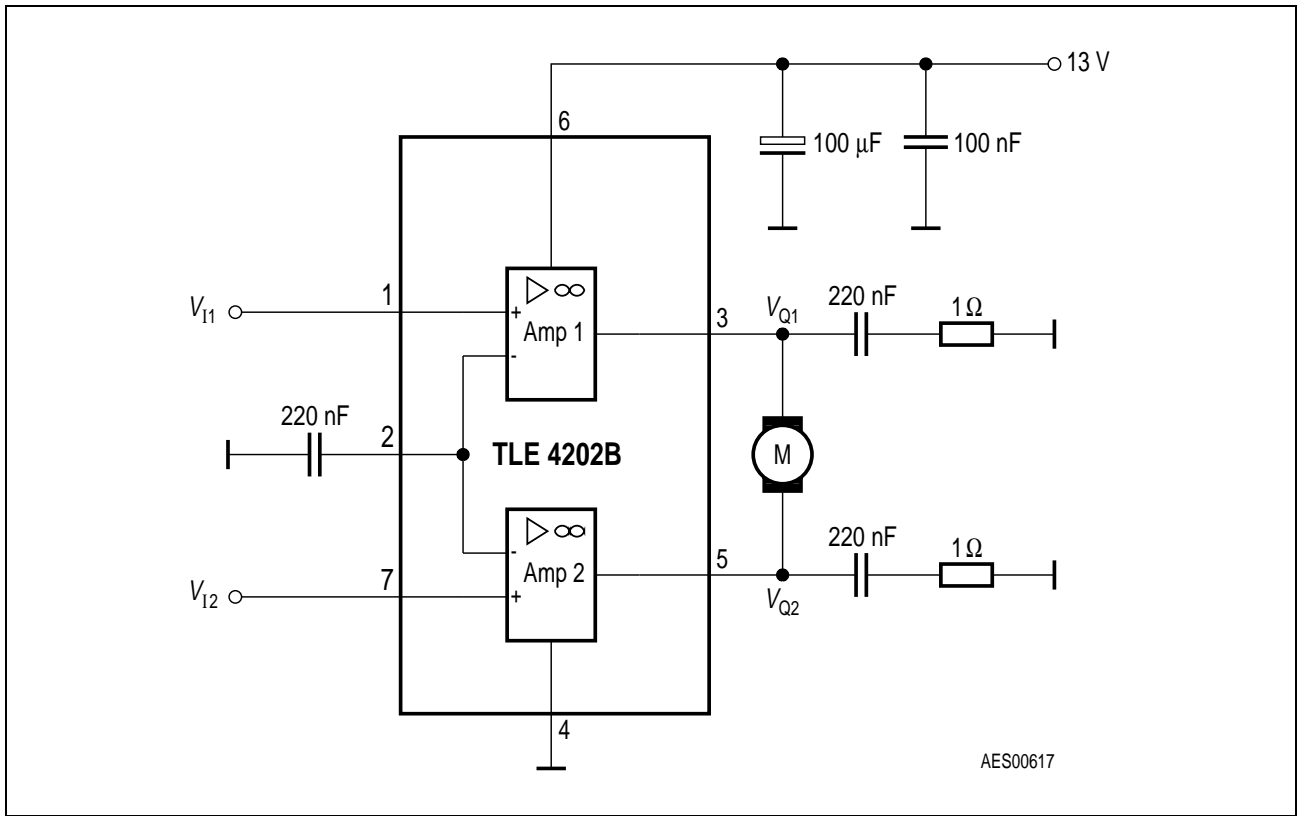 13 V
6
100 µF
100 nF
V_I1
1
+
Amp 1
-
3
V_Q1
220 nF
1 Ω
220 nF
2
TLE 4202B
M
V_I2
7
-
Amp 2
+
5
V_Q2
220 nF
1 Ω
4
AES00617